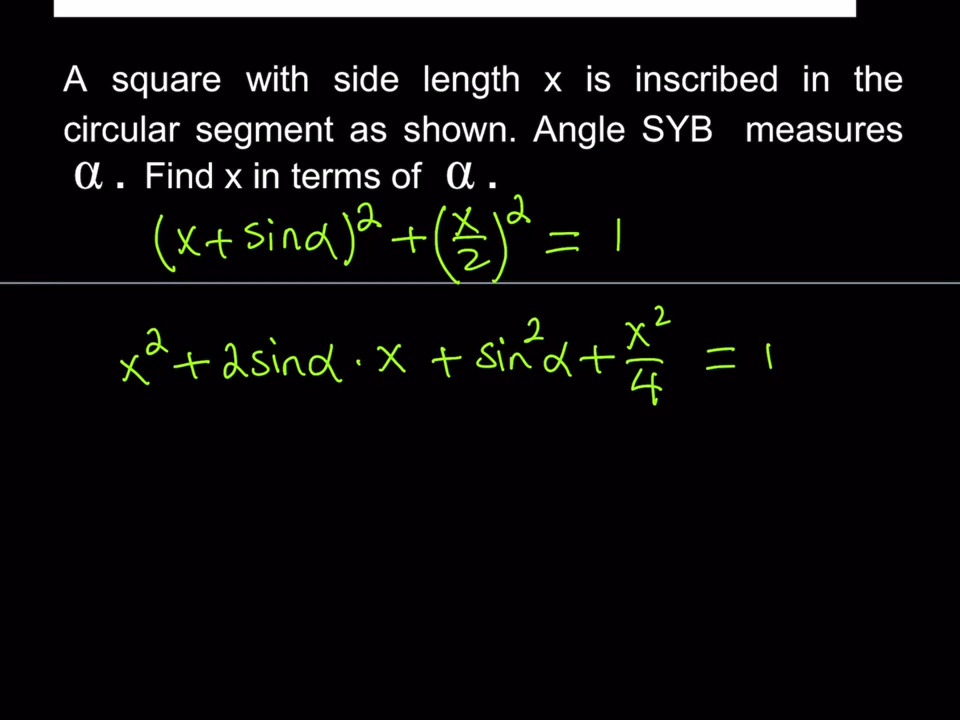 A square with side length x is inscribed in the
circular segment as shown. Angle SYB measures
α. Find x in terms of α.
(x + sinα)² + (x/2)² = 1
x² + 2sinα · x + sin²α + x²/4 = 1